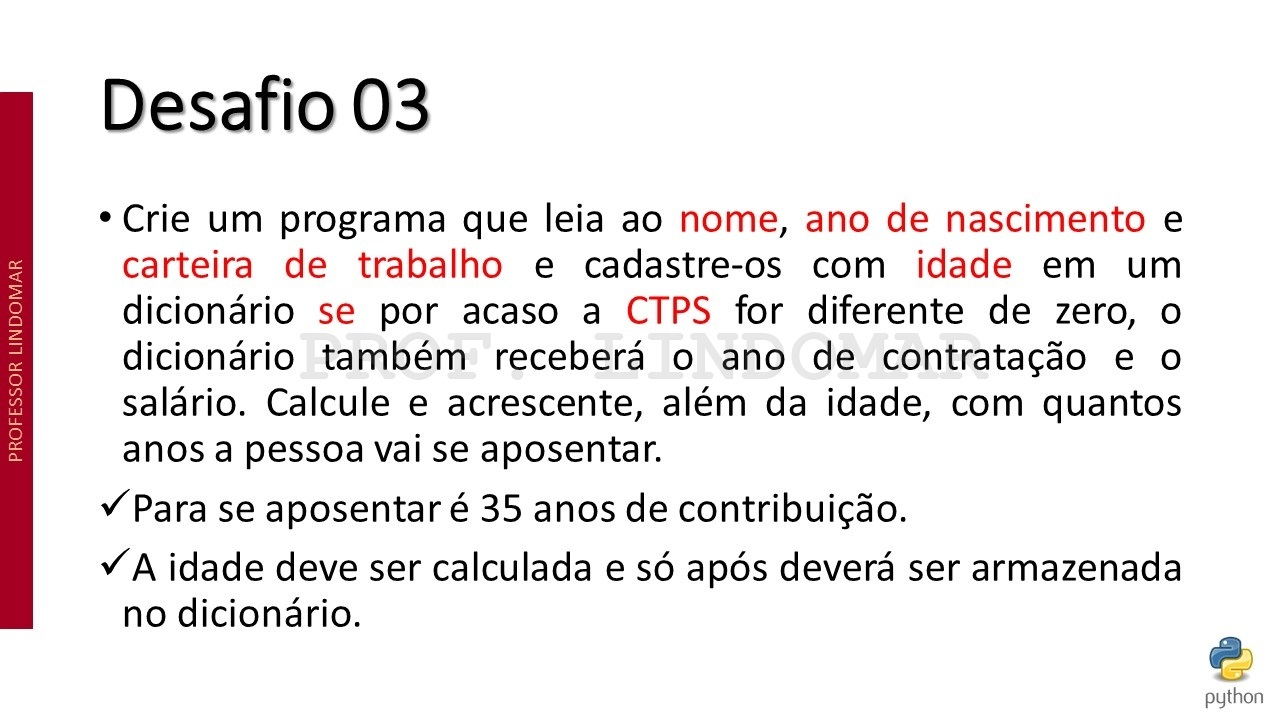 Desafio 03
• Crie um programa que leia ao nome, ano de nascimento e
carteira de trabalho e cadastre-os com idade em um
dicionário se por acaso a CTPS for diferente de zero, o
dicionário também receberá o ano de contratação e o
salário. Calcule e acrescente, além da idade, com quantos
anos a pessoa vai se aposentar.
✓Para se aposentar é 35 anos de contribuição.
✓A idade deve ser calculada e só após deverá ser armazenada
no dicionário.
PROFESSOR LINDOMAR
PROF. LINDOMAR
python